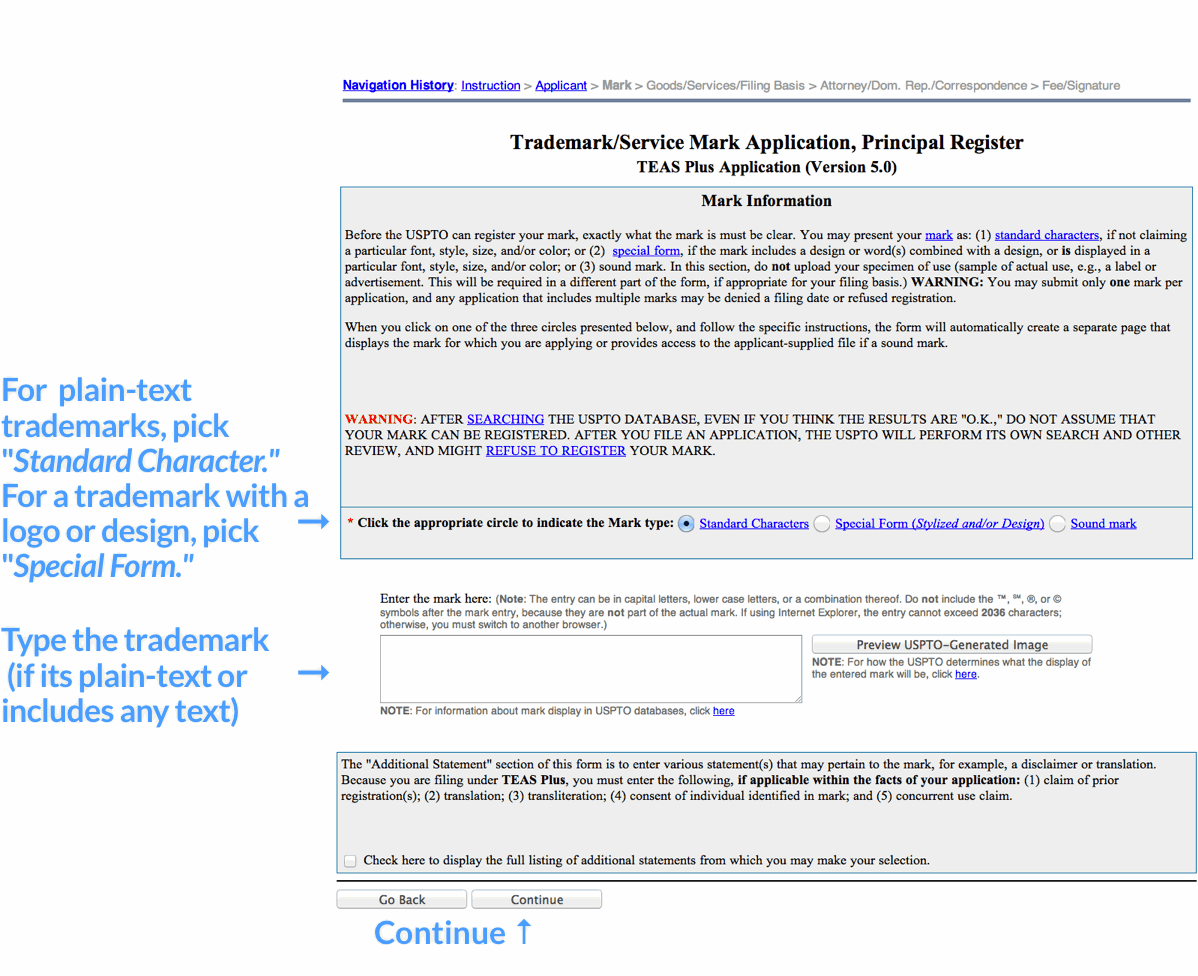 Navigation History: Instruction > Applicant > Mark > Goods/Services/Filing Basis > Attorney/Dom. Rep./Correspondence > Fee/Signature
Trademark/Service Mark Application, Principal Register
TEAS Plus Application (Version 5.0)
Mark Information
Before the USPTO can register your mark, exactly what the mark is must be clear. You may present your mark as: (1) standard characters, if not claiming
a particular font, style, size, and/or color; or (2) special form, if the mark includes a design or word(s) combined with a design, or is displayed in a
particular font, style, size, and/or color; or (3) sound mark. In this section, do not upload your specimen of use (sample of actual use, e.g., a label or
advertisement. This will be required in a different part of the form, if appropriate for your filing basis.) WARNING: You may submit only one mark per
application, and any application that includes multiple marks may be denied a filing date or refused registration.
When you click on one of the three circles presented below, and follow the specific instructions, the form will automatically create a separate page that
displays the mark for which you are applying or provides access to the applicant-supplied file if a sound mark.
WARNING: AFTER SEARCHING THE USPTO DATABASE, EVEN IF YOU THINK THE RESULTS ARE "O.K.," DO NOT ASSUME THAT
YOUR MARK CAN BE REGISTERED. AFTER YOU FILE AN APPLICATION, THE USPTO WILL PERFORM ITS OWN SEARCH AND OTHER
REVIEW, AND MIGHT REFUSE TO REGISTER YOUR MARK.
For plain-text
trademarks, pick
"Standard Character."
For a trademark with a
logo or design, pick →
"Special Form."
* Click the appropriate circle to indicate the Mark type: Standard Characters Special Form (Stylized and/or Design) Sound mark
Enter the mark here: (Note: The entry can be in capital letters, lower case letters, or a combination thereof. Do not include the ™, ℠, ®, or ©
symbols after the mark entry, because they are not part of the actual mark. If using Internet Explorer, the entry cannot exceed 2036 characters;
otherwise, you must switch to another browser.)
Type the trademark
(if its plain-text or →
includes any text)
Preview USPTO-Generated Image
NOTE: For how the USPTO determines what the display of
the entered mark will be, click here.
NOTE: For information about mark display in USPTO databases, click here
The "Additional Statement" section of this form is to enter various statement(s) that may pertain to the mark, for example, a disclaimer or translation.
Because you are filing under TEAS Plus, you must enter the following, if applicable within the facts of your application: (1) claim of prior
registration(s); (2) translation; (3) transliteration; (4) consent of individual identified in mark; and (5) concurrent use claim.
Check here to display the full listing of additional statements from which you may make your selection.
Go Back Continue
Continue ↑